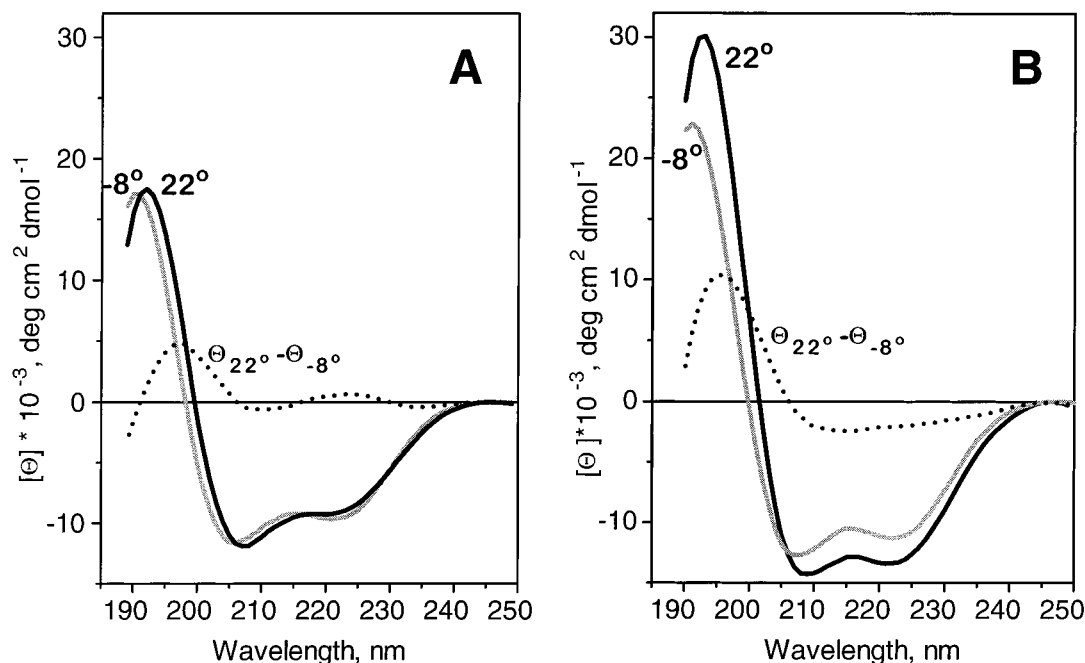 A
30
20
10
0
-10
[Θ] * 10⁻³, deg cm² dmol⁻¹
-8° 22°
Θ22° -Θ-8°
190 200 210 220 230 240 250
Wavelength, nm
B
30
20
10
0
-10
[Θ]*10⁻³, deg cm² dmol⁻¹
22°
-8°
Θ22° -Θ-8°
190 200 210 220 230 240 250
Wavelength, nm